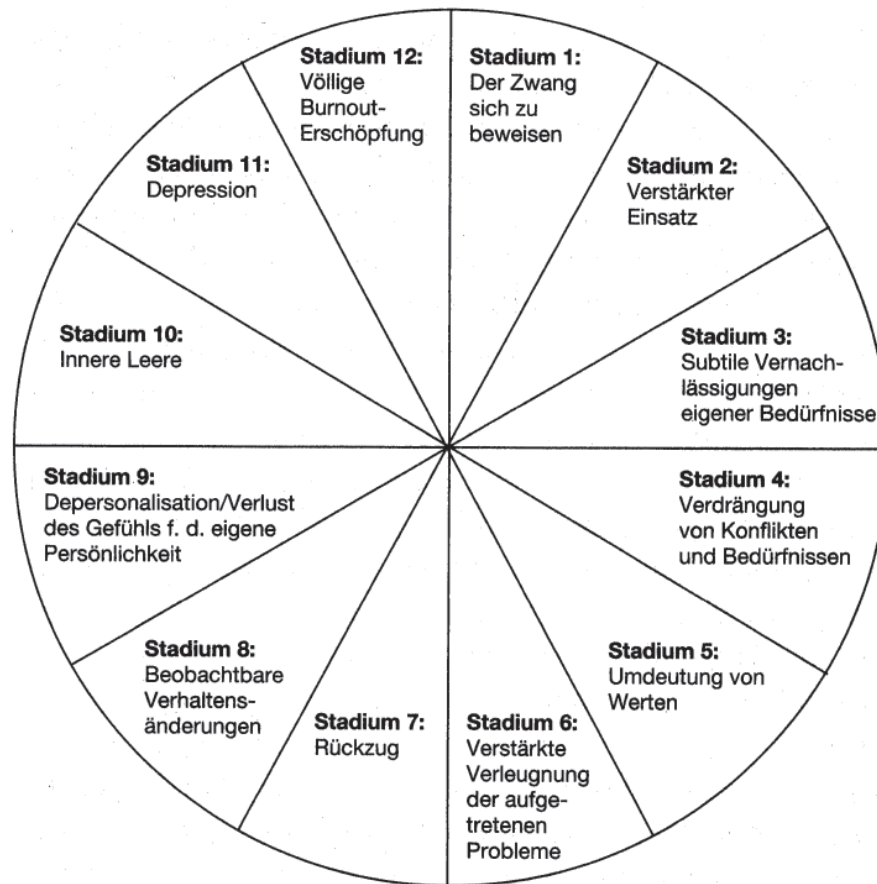 Stadium 1:
Der Zwang
sich zu
beweisen
Stadium 2:
Verstärkter
Einsatz
Stadium 3:
Subtile Vernach-
lässigungen
eigener Bedürfnisse
Stadium 4:
Verdrängung
von Konflikten
und Bedürfnissen
Stadium 5:
Umdeutung von
Werten
Stadium 6:
Verstärkte
Verleugnung
der aufge-
tretenen
Probleme
Stadium 7:
Rückzug
Stadium 8:
Beobachtbare
Verhaltens-
änderungen
Stadium 9:
Depersonalisation/Verlust
des Gefühls f. d. eigene
Persönlichkeit
Stadium 10:
Innere Leere
Stadium 11:
Depression
Stadium 12:
Völlige
Burnout-
Erschöpfung